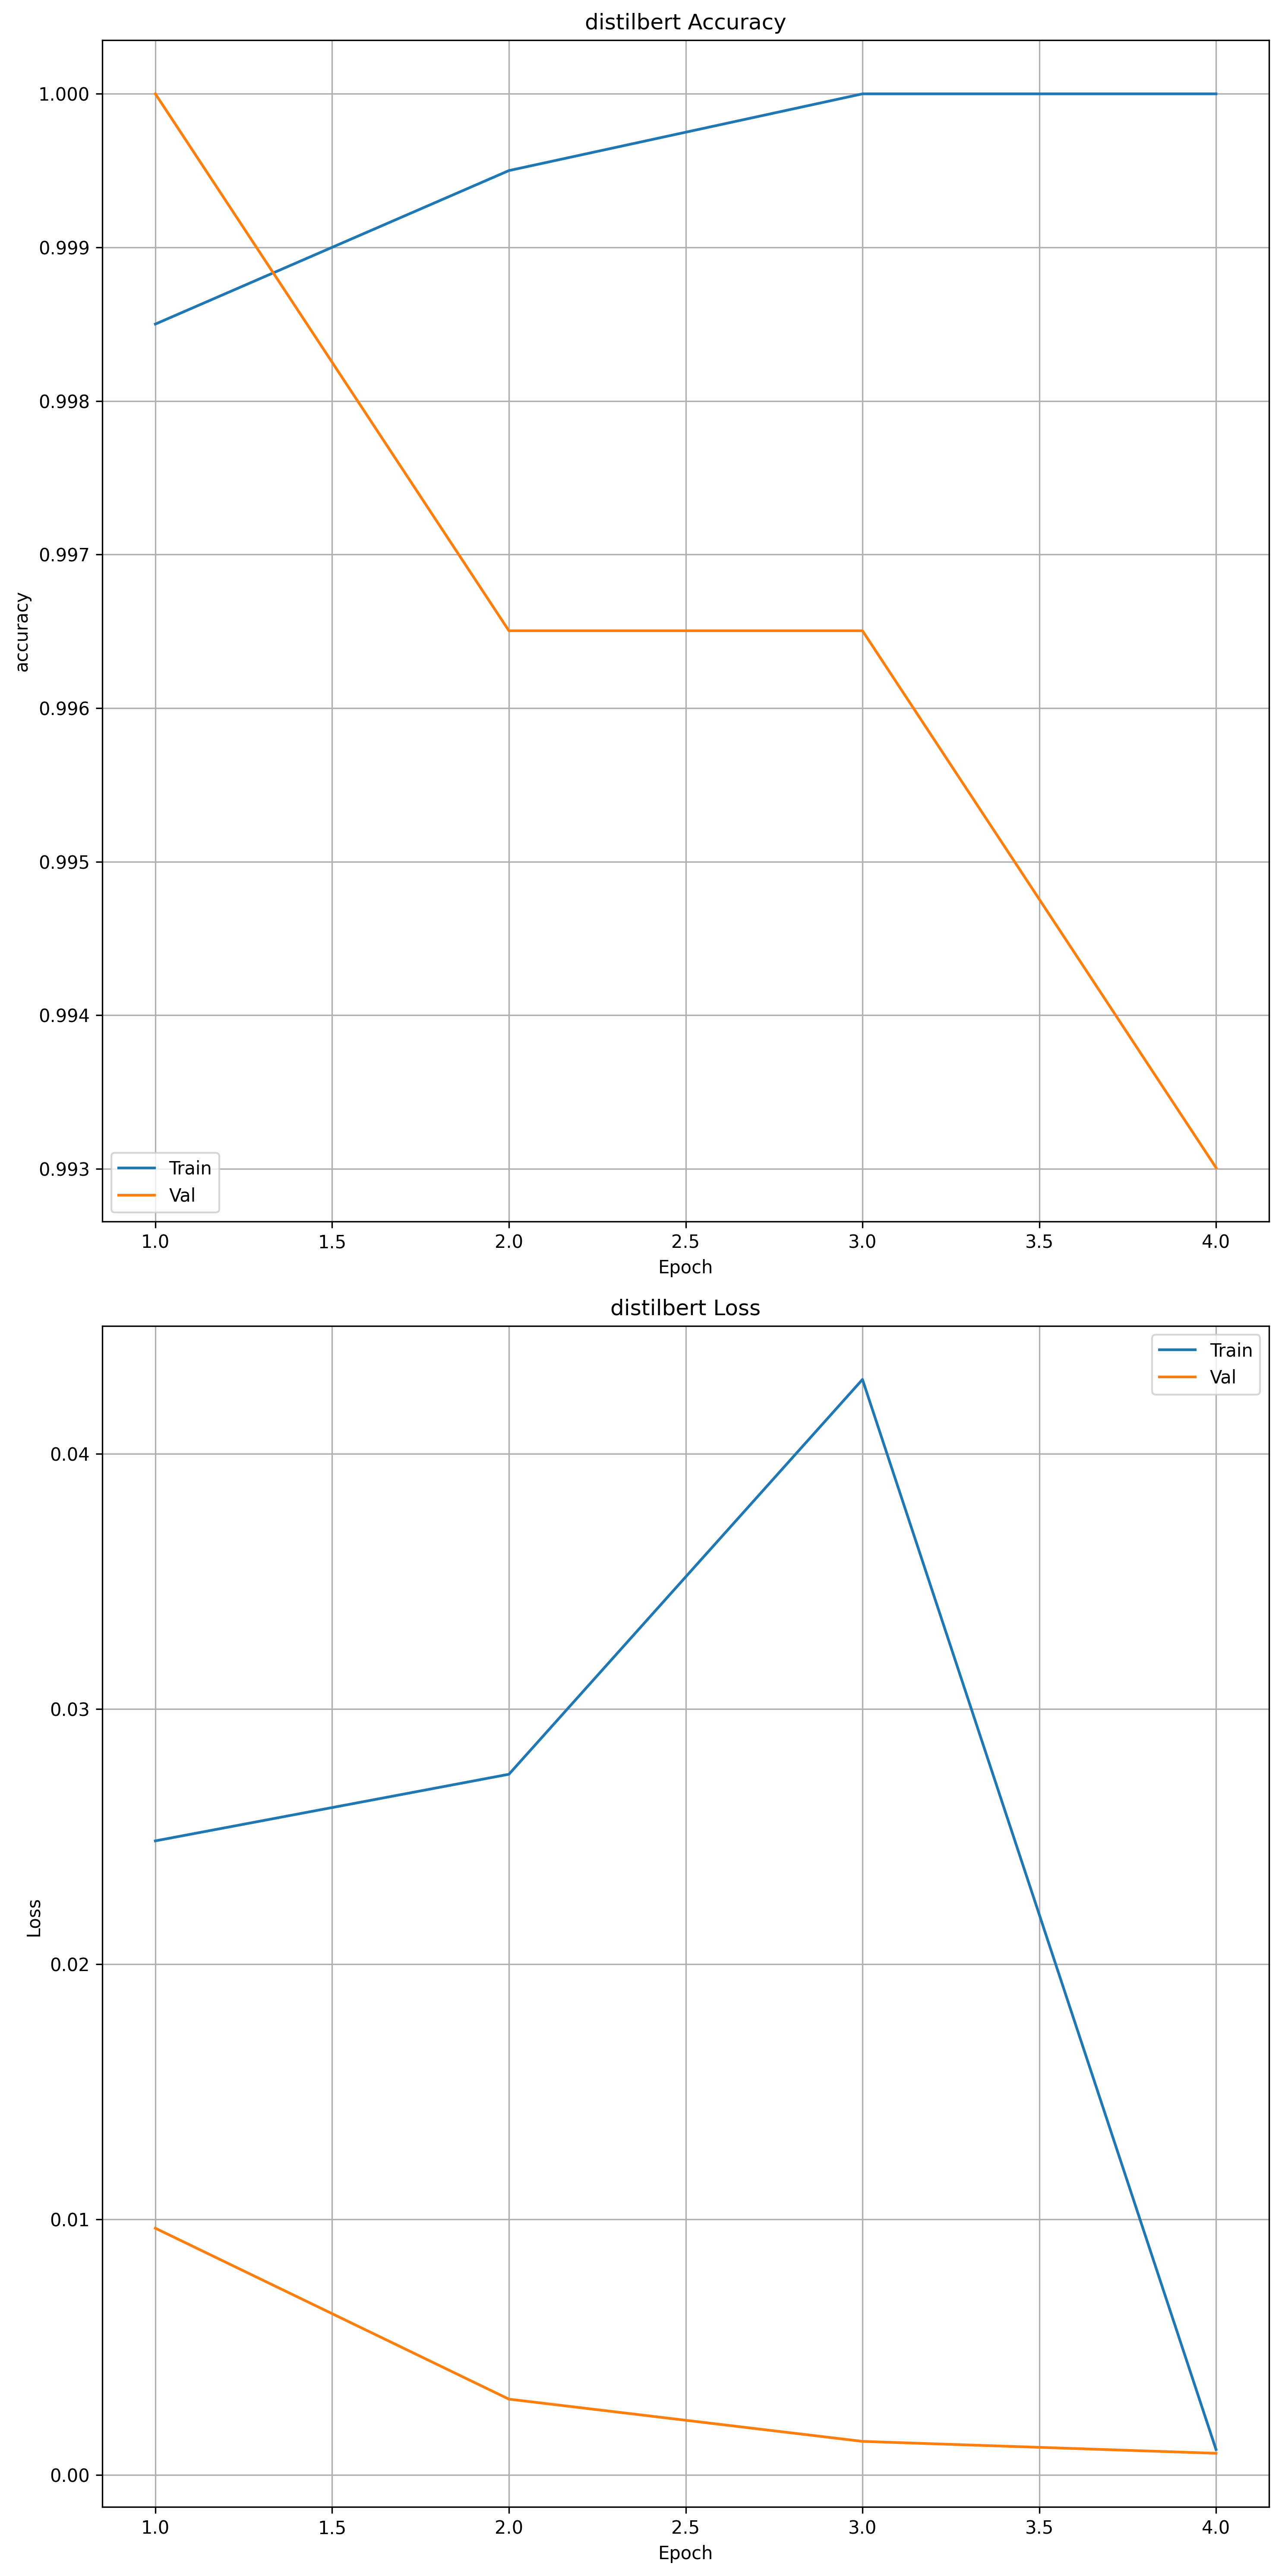 distilbert Accuracy
1.000
0.999
0.998
0.997
0.996
0.995
0.994
0.993
accuracy
Train
Val
1.0 1.5 2.0 2.5 3.0 3.5 4.0
Epoch
distilbert Loss
Train
Val
0.04
0.03
0.02
0.01
0.00
Loss
1.0 1.5 2.0 2.5 3.0 3.5 4.0
Epoch